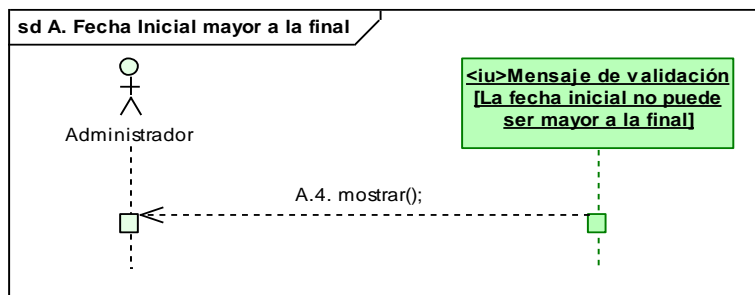 sd A. Fecha Inicial mayor a la final
<iu>Mensaje de validación
[La fecha inicial no puede
ser mayor a la final]
Administrador
A.4. mostrar();